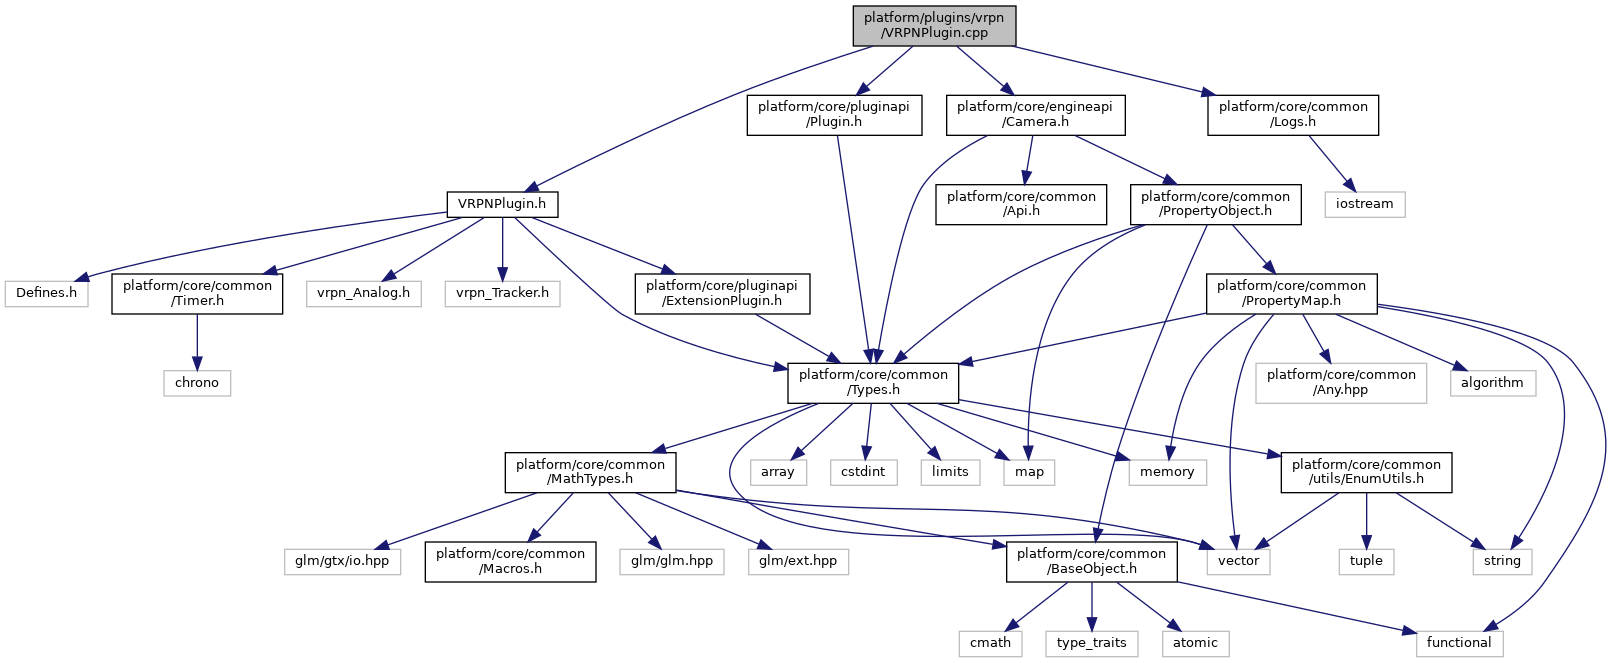 platform/plugins/vrpn
/VRPNPlugin.cpp
platform/core/pluginapi
/Plugin.h
platform/core/engineapi
/Camera.h
platform/core/common
/Logs.h
VRPNPlugin.h
platform/core/common
/Api.h
platform/core/common
/PropertyObject.h
iostream
Defines.h
platform/core/common
/Timer.h
vrpn_Analog.h
vrpn_Tracker.h
platform/core/pluginapi
/ExtensionPlugin.h
platform/core/common
/PropertyMap.h
chrono
platform/core/common
/Types.h
platform/core/common
/Any.hpp
algorithm
platform/core/common
/MathTypes.h
array
cstdint
limits
map
memory
platform/core/common
/utils/EnumUtils.h
glm/gtx/io.hpp
platform/core/common
/Macros.h
glm/glm.hpp
glm/ext.hpp
platform/core/common
/BaseObject.h
vector
tuple
string
cmath
type_traits
atomic
functional